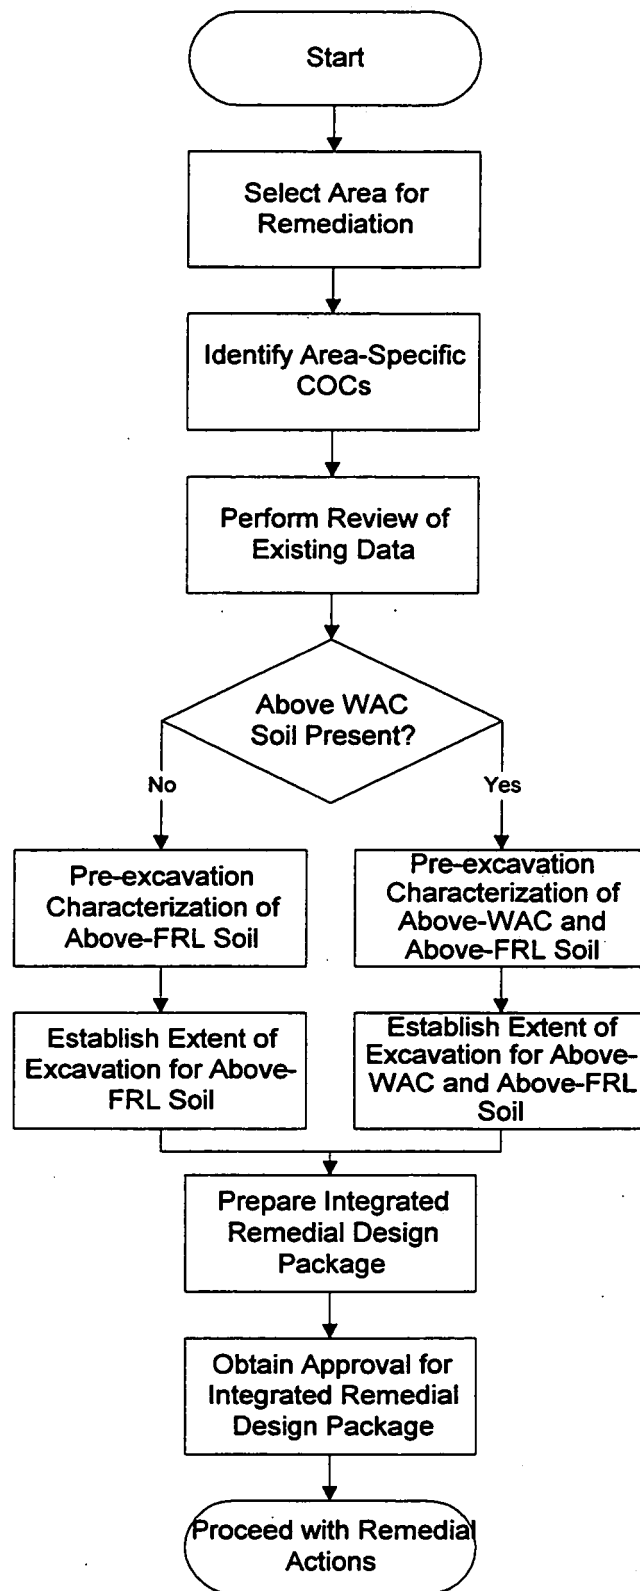 Start
Select Area for
Remediation
Identify Area-Specific
COCs
Perform Review of
Existing Data
Above WAC
Soil Present?
No
Yes
Pre-excavation
Characterization of
Above-FRL Soil
Pre-excavation
Characterization of
Above-WAC and
Above-FRL Soil
Establish Extent of
Excavation for Above-
FRL Soil
Establish Extent of
Excavation for Above-
WAC and Above-FRL
Soil
Prepare Integrated
Remedial Design
Package
Obtain Approval for
Integrated Remedial
Design Package
Proceed with Remedial
Actions